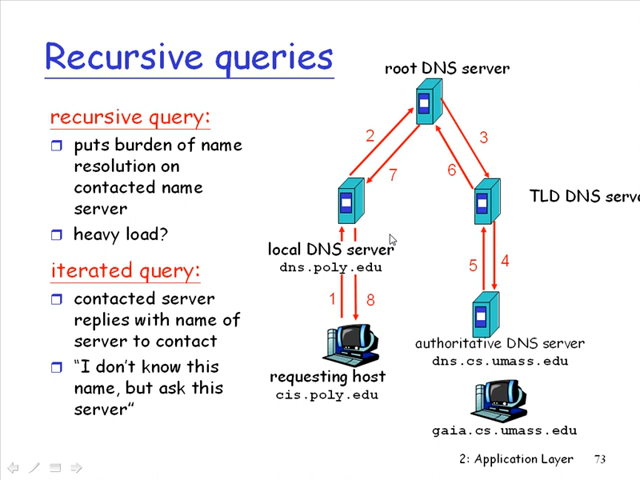 Recursive queries
recursive query:
puts burden of name
resolution on
contacted name
server
heavy load?
iterated query:
contacted server
replies with name of
server to contact
“I don’t know this
name, but ask this
server”
root DNS server
2
3
7
6
TLD DNS serve
local DNS server
dns.poly.edu
1
8
5
4
authoritative DNS server
dns.cs.umass.edu
requesting host
cis.poly.edu
gaia.cs.umass.edu
2: Application Layer 73